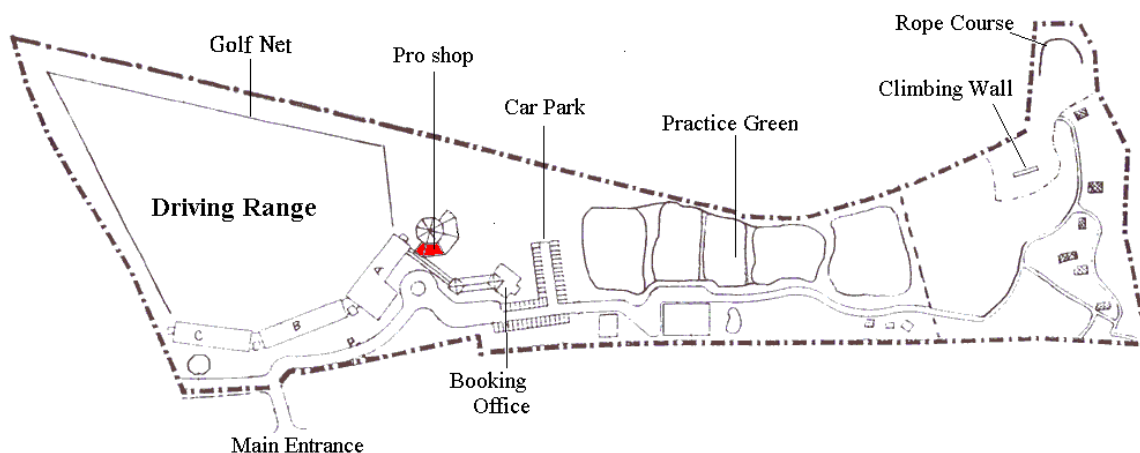 Rope Course
Golf Net
Pro shop
Climbing Wall
Car Park
Practice Green
Driving Range
A
B
C
P
Booking
Office
Main Entrance